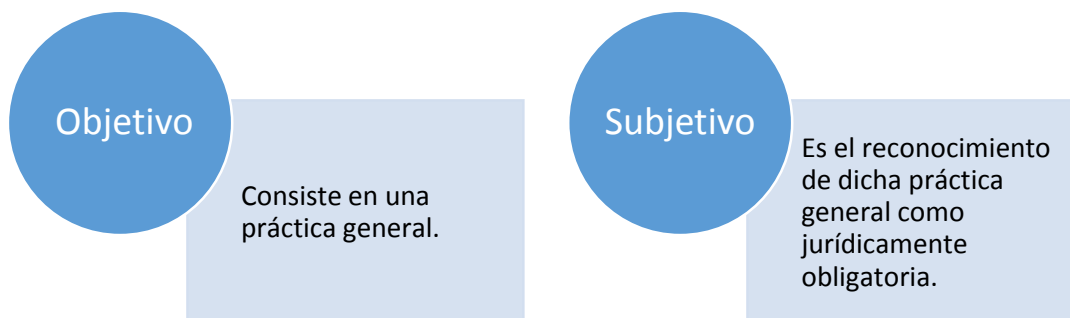 Objetivo
Consiste en una
práctica general.
Subjetivo
Es el reconocimiento
de dicha práctica
general como
jurídicamente
obligatoria.